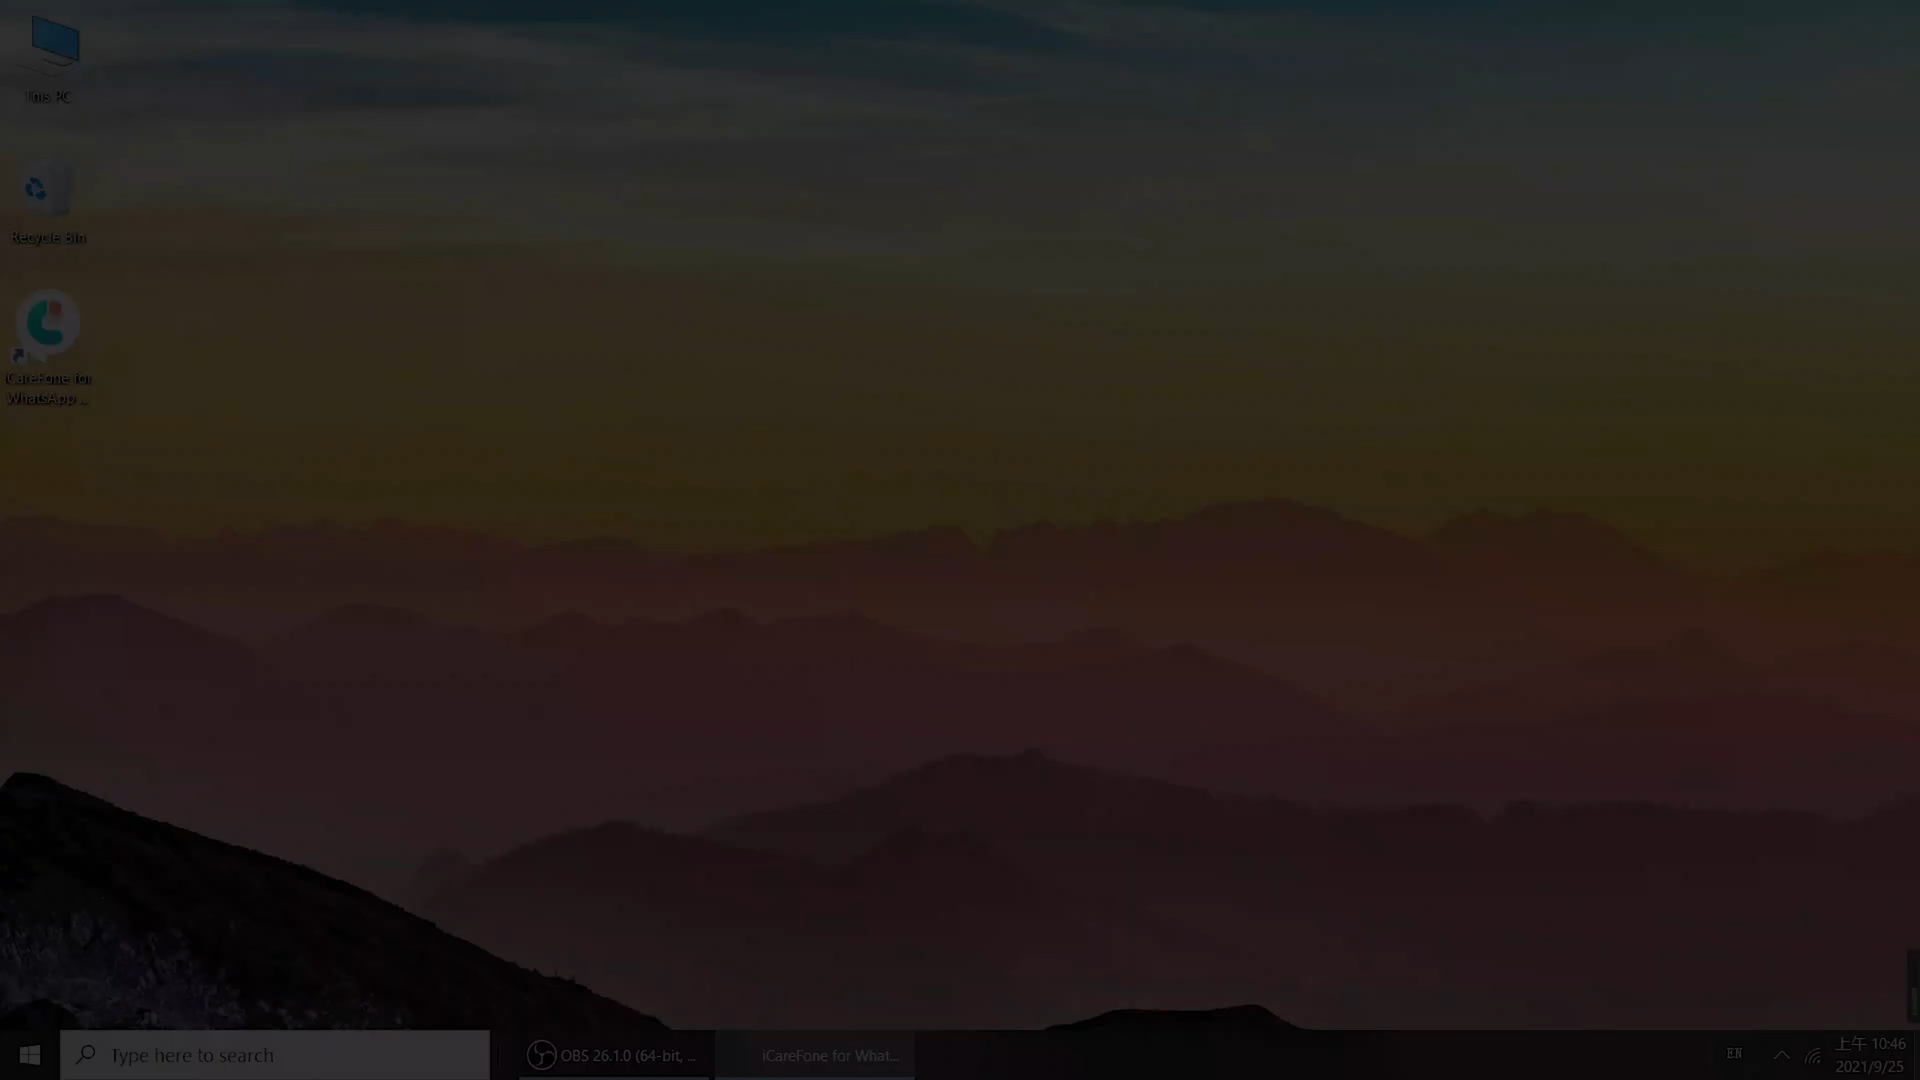 This PC
Recycle Bin
iCareFone for
WhatsApp ...
Type here to search
OBS 26.1.0 (64-bit, ...
iCareFone for What...
EN
上午 10:46
2021/9/25